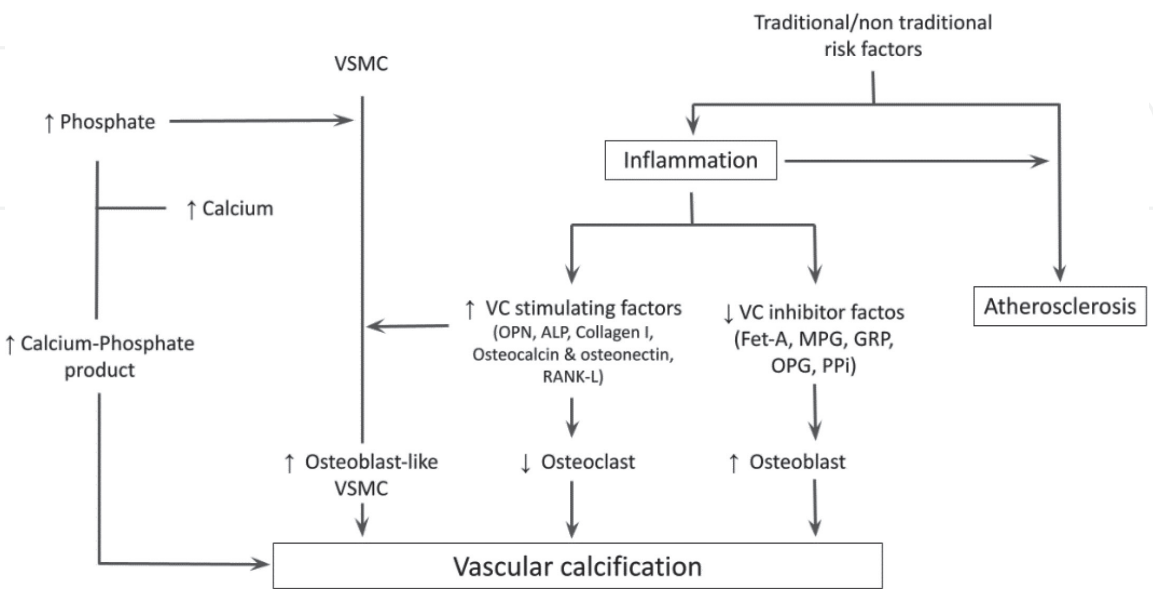 Traditional/non traditional
risk factors
VSMC
↑ Phosphate
Inflammation
↑ Calcium
↑ VC stimulating factors
(OPN, ALP, Collagen I,
Osteocalcin & osteonectin,
RANK-L)
↓ VC inhibitor factos
(Fet-A, MPG, GRP,
OPG, PPi)
Atherosclerosis
↑ Calcium-Phosphate
product
↑ Osteoblast-like
VSMC
↓ Osteoclast
↑ Osteoblast
Vascular calcification